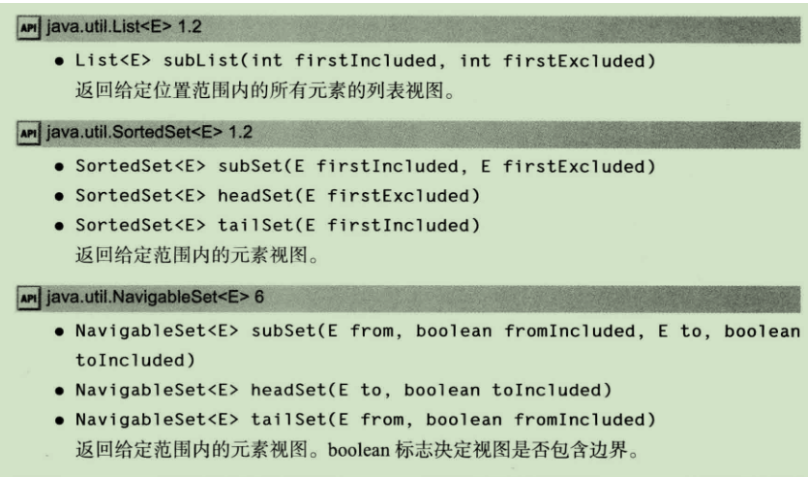 API java.util.List<E> 1.2
● List<E> subList(int firstIncluded, int firstExcluded)
返回给定位置范围内的所有元素的列表视图。
API java.util.SortedSet<E> 1.2
● SortedSet<E> subSet(E firstIncluded, E firstExcluded)
● SortedSet<E> headSet(E firstExcluded)
● SortedSet<E> tailSet(E firstIncluded)
返回给定范围内的元素视图。
API java.util.NavigableSet<E> 6
● NavigableSet<E> subSet(E from, boolean fromIncluded, E to, boolean
toIncluded)
● NavigableSet<E> headSet(E to, boolean toIncluded)
● NavigableSet<E> tailSet(E from, boolean fromIncluded)
返回给定范围内的元素视图。boolean 标志决定视图是否包含边界。